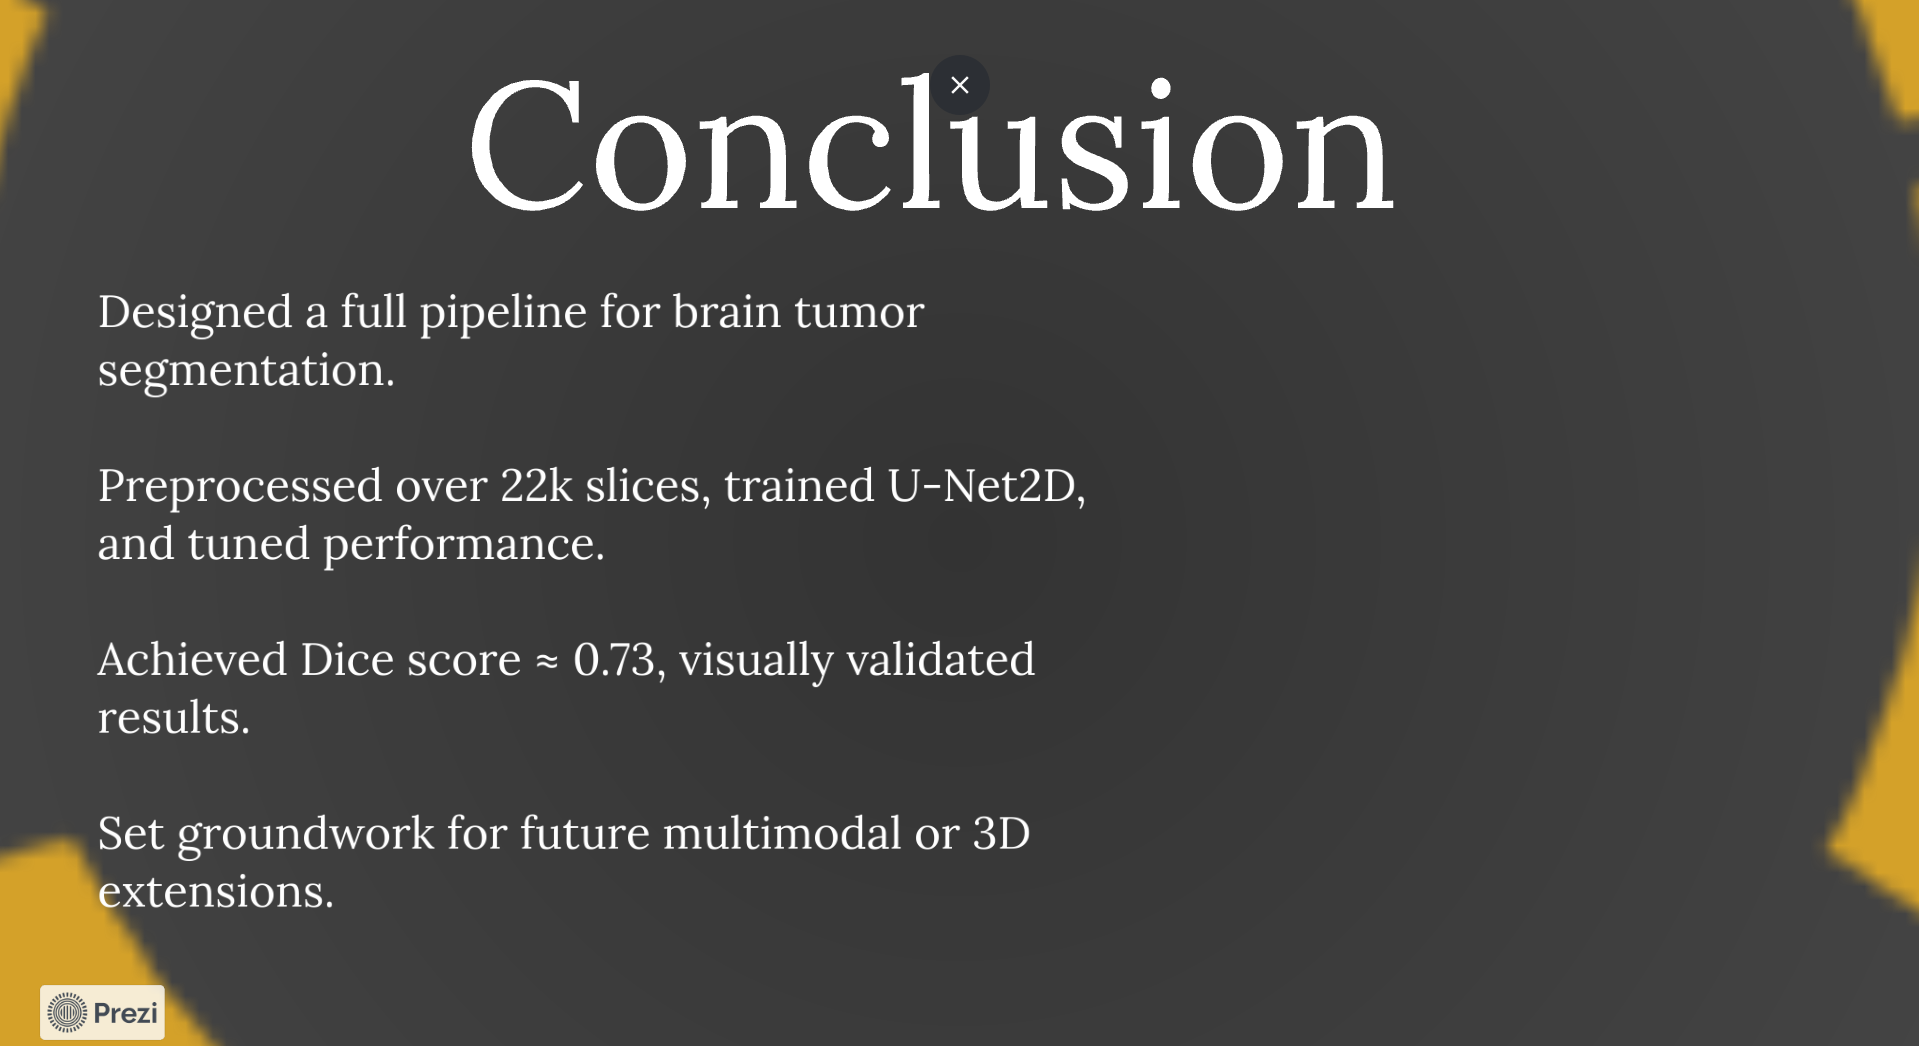 Conclusion
Designed a full pipeline for brain tumor
segmentation.
Preprocessed over 22k slices, trained U-Net2D,
and tuned performance.
Achieved Dice score ≈ 0.73, visually validated
results.
Set groundwork for future multimodal or 3D
extensions.
Prezi